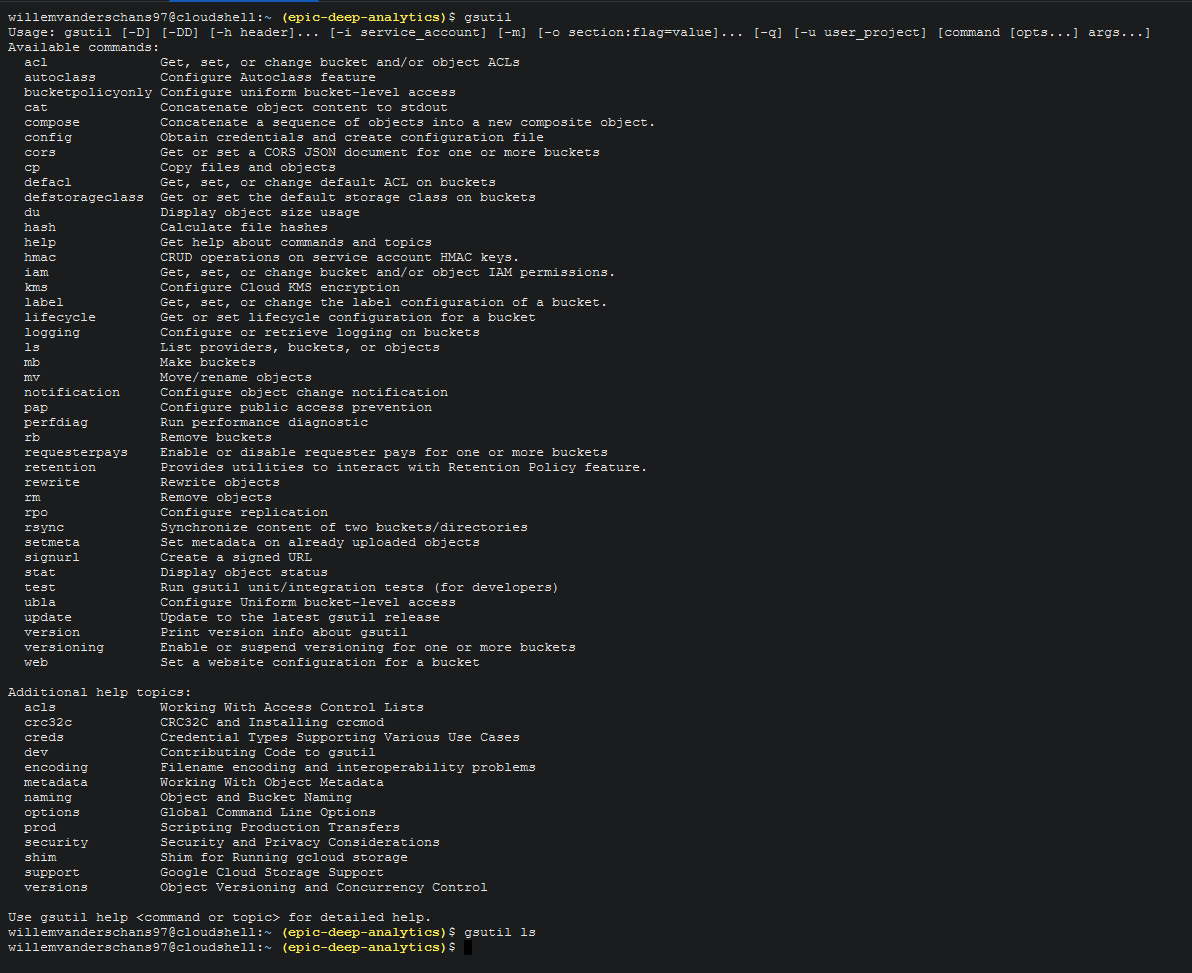 willemvanderschans97@cloudshell:~ (epic-deep-analytics)$ gsutil
Usage: gsutil [-D] [-DD] [-h header]... [-i service_account] [-m] [-o section:flag=value]... [-q] [-u user_project] [command [opts...] args...]
Available commands:
  acl              Get, set, or change bucket and/or object ACLs
  autoclass        Configure Autoclass feature
  bucketpolicyonly Configure uniform bucket-level access
  cat              Concatenate object content to stdout
  compose          Concatenate a sequence of objects into a new composite object.
  config           Obtain credentials and create configuration file
  cors             Get or set a CORS JSON document for one or more buckets
  cp               Copy files and objects
  defacl           Get, set, or change default ACL on buckets
  defstorageclass  Get or set the default storage class on buckets
  du               Display object size usage
  hash             Calculate file hashes
  help             Get help about commands and topics
  hmac             CRUD operations on service account HMAC keys.
  iam              Get, set, or change bucket and/or object IAM permissions.
  kms              Configure Cloud KMS encryption
  label            Get, set, or change the label configuration of a bucket.
  lifecycle        Get or set lifecycle configuration for a bucket
  logging          Configure or retrieve logging on buckets
  ls               List providers, buckets, or objects
  mb               Make buckets
  mv               Move/rename objects
  notification     Configure object change notification
  pap              Configure public access prevention
  perfdiag         Run performance diagnostic
  rb               Remove buckets
  requesterpays    Enable or disable requester pays for one or more buckets
  retention        Provides utilities to interact with Retention Policy feature.
  rewrite          Rewrite objects
  rm               Remove objects
  rpo              Configure replication
  rsync            Synchronize content of two buckets/directories
  setmeta          Set metadata on already uploaded objects
  signurl          Create a signed URL
  stat             Display object status
  test             Run gsutil unit/integration tests (for developers)
  ubla             Configure Uniform bucket-level access
  update           Update to the latest gsutil release
  version          Print version info about gsutil
  versioning       Enable or suspend versioning for one or more buckets
  web              Set a website configuration for a bucket

Additional help topics:
  acls             Working With Access Control Lists
  crc32c           CRC32C and Installing crcmod
  creds            Credential Types Supporting Various Use Cases
  dev              Contributing Code to gsutil
  encoding         Filename encoding and interoperability problems
  metadata         Working With Object Metadata
  naming           Object and Bucket Naming
  options          Global Command Line Options
  prod             Scripting Production Transfers
  security         Security and Privacy Considerations
  shim             Shim for Running gcloud storage
  support          Google Cloud Storage Support
  versions         Object Versioning and Concurrency Control

Use gsutil help <command or topic> for detailed help.
willemvanderschans97@cloudshell:~ (epic-deep-analytics)$ gsutil ls
willemvanderschans97@cloudshell:~ (epic-deep-analytics)$